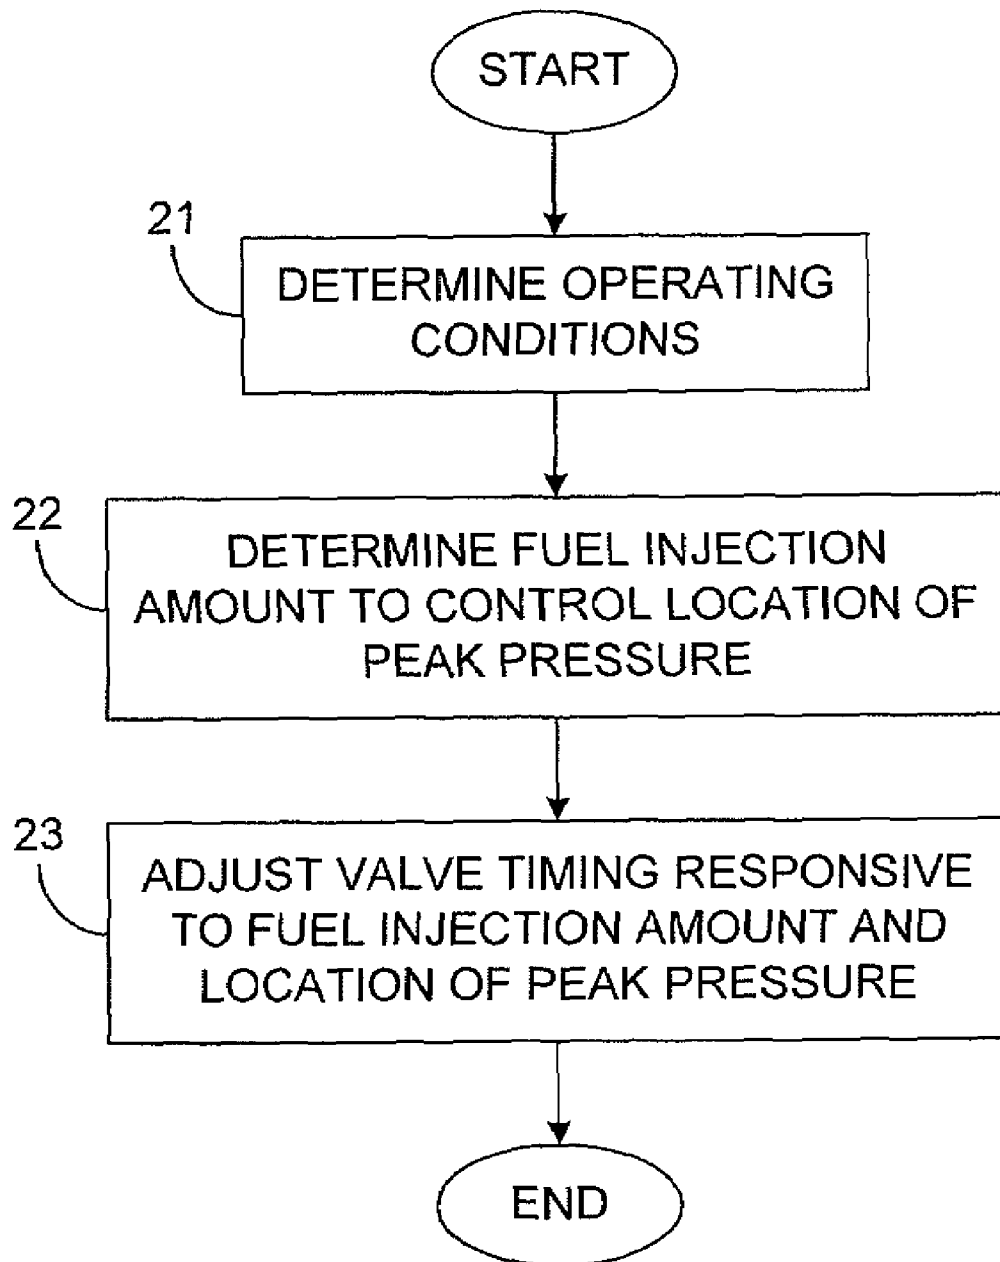 START
21
DETERMINE OPERATING
CONDITIONS
22
DETERMINE FUEL INJECTION
AMOUNT TO CONTROL LOCATION OF
PEAK PRESSURE
23
ADJUST VALVE TIMING RESPONSIVE
TO FUEL INJECTION AMOUNT AND
LOCATION OF PEAK PRESSURE
END